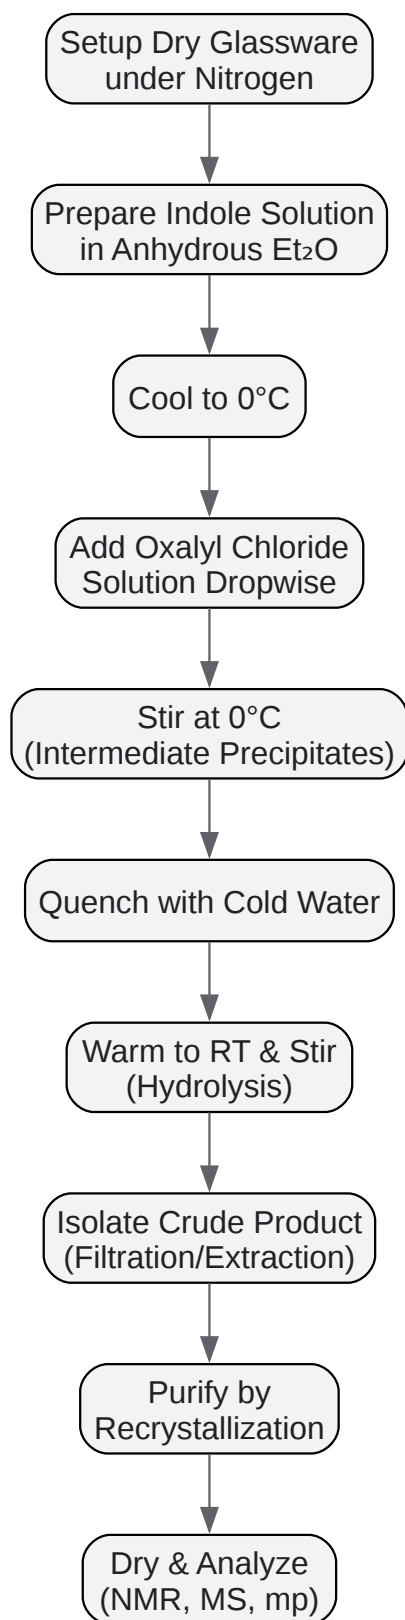 Setup Dry Glassware
under Nitrogen
Prepare Indole Solution
in Anhydrous Et₂O
Cool to 0°C
Add Oxalyl Chloride
Solution Dropwise
Stir at 0°C
(Intermediate Precipitates)
Quench with Cold Water
Warm to RT & Stir
(Hydrolysis)
Isolate Crude Product
(Filtration/Extraction)
Purify by
Recrystallization
Dry & Analyze
(NMR, MS, mp)